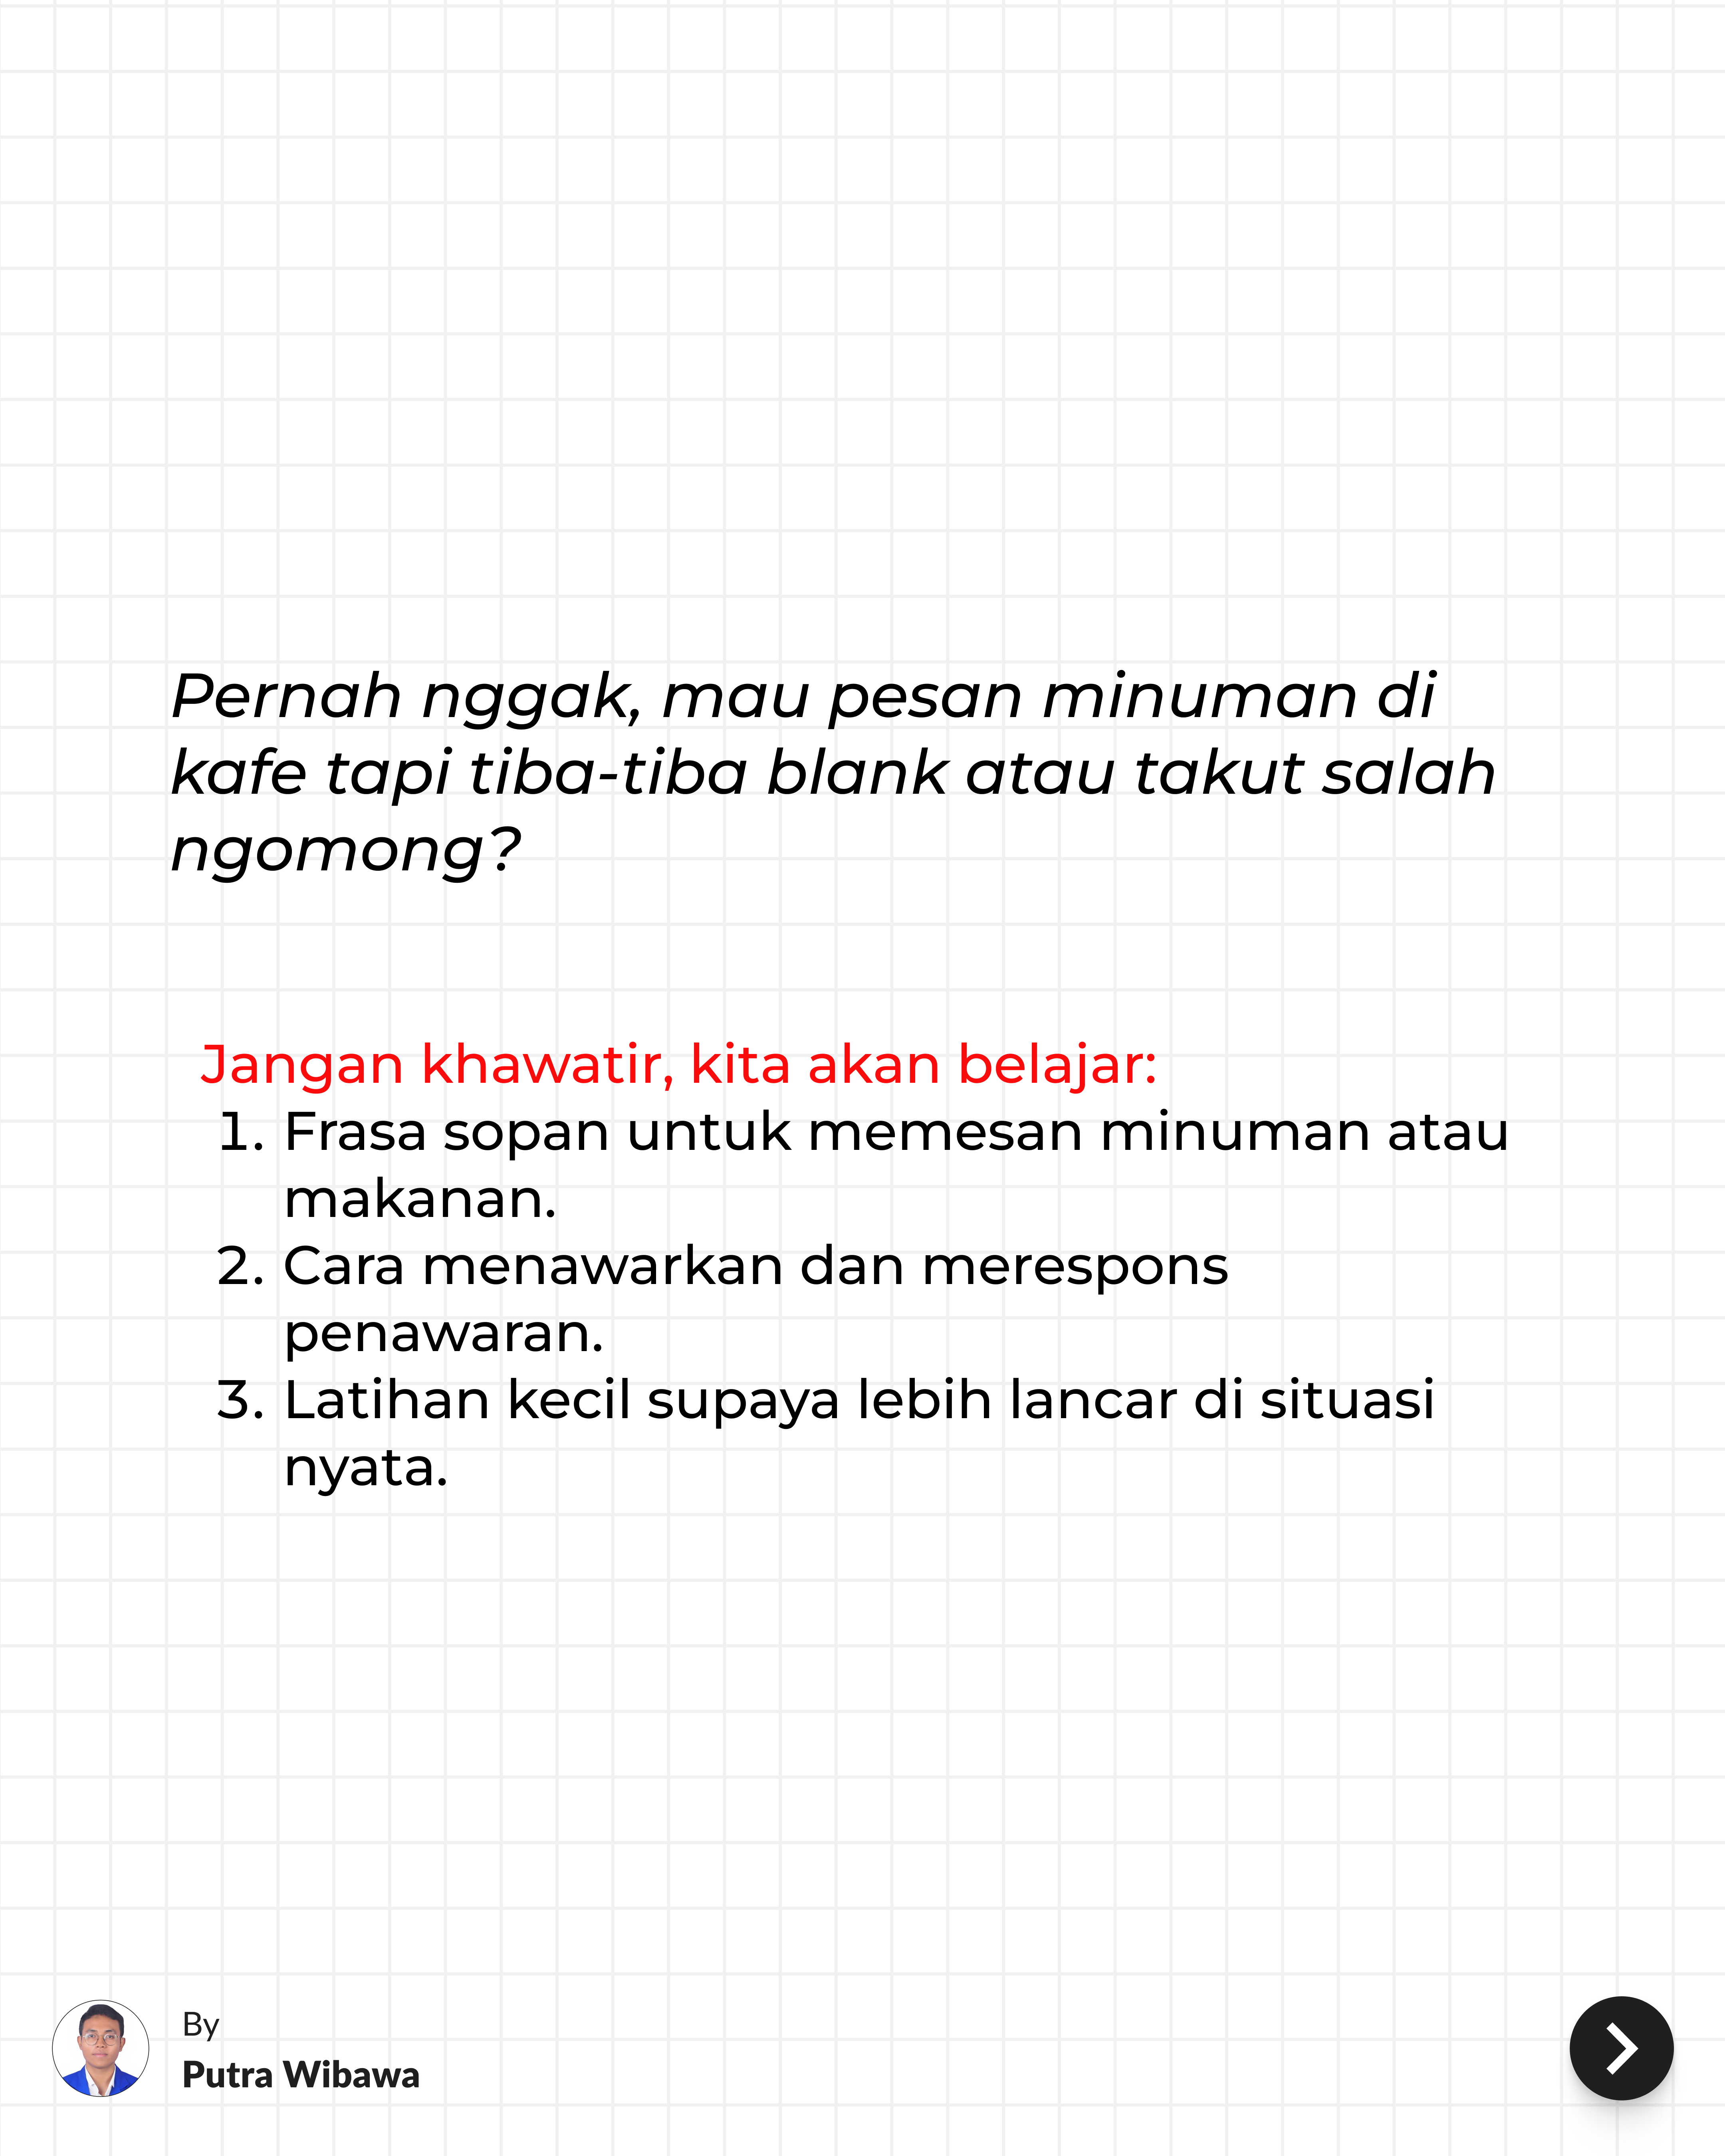 Pernah nggak, mau pesan minuman di
kafe tapi tiba-tiba blank atau takut salah
ngomong?
Jangan khawatir, kita akan belajar:
1. Frasa sopan untuk memesan minuman atau
makanan.
2. Cara menawarkan dan merespons
penawaran.
3. Latihan kecil supaya lebih lancar di situasi
nyata.
By
Putra Wibawa